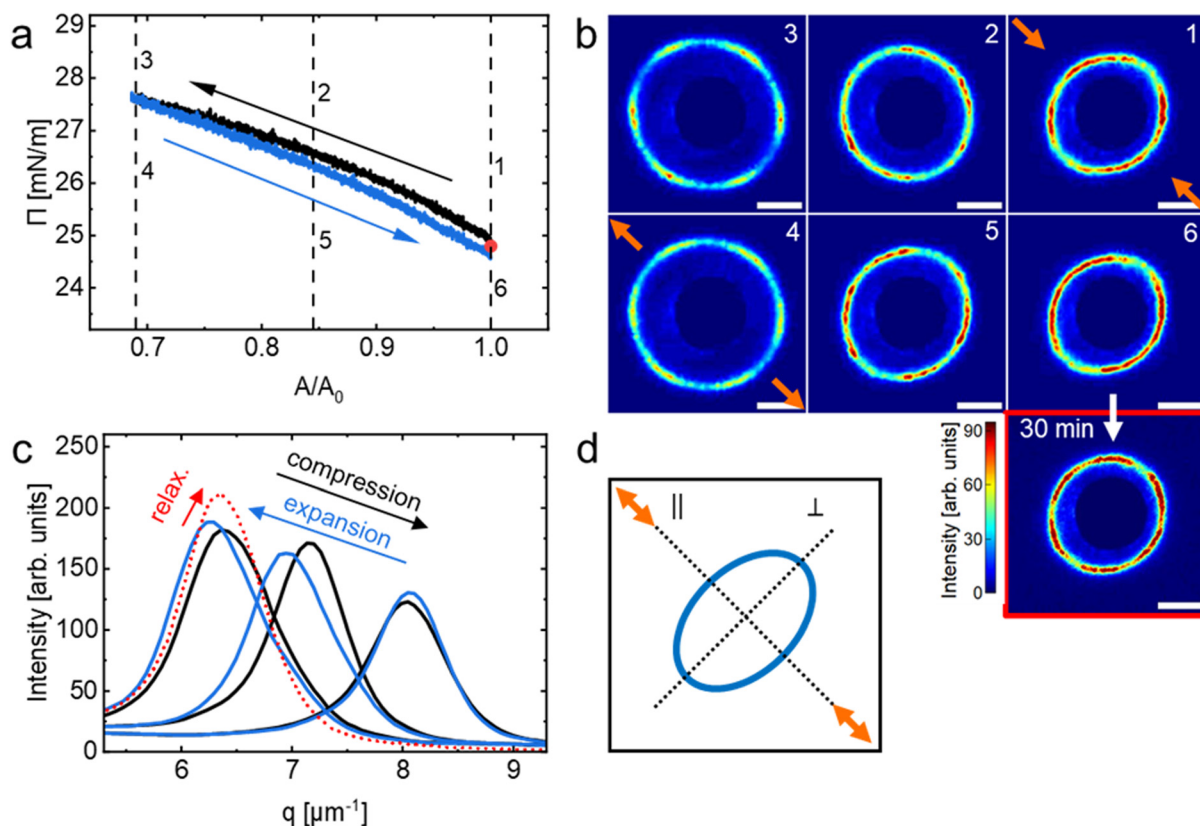 a
Π [mN/m]
29
28
27
26
25
24
3
2
1
4
5
6
0.7 0.8 0.9 1.0
A/A₀
b
3 2 1
4 5 6
30 min
Intensity [arb. units]
90
60
30
0
c
Intensity [arb. units]
250
200
150
100
50
0
compression
expansion
relax.
6 7 8 9
q [µm⁻¹]
d
|| ⊥